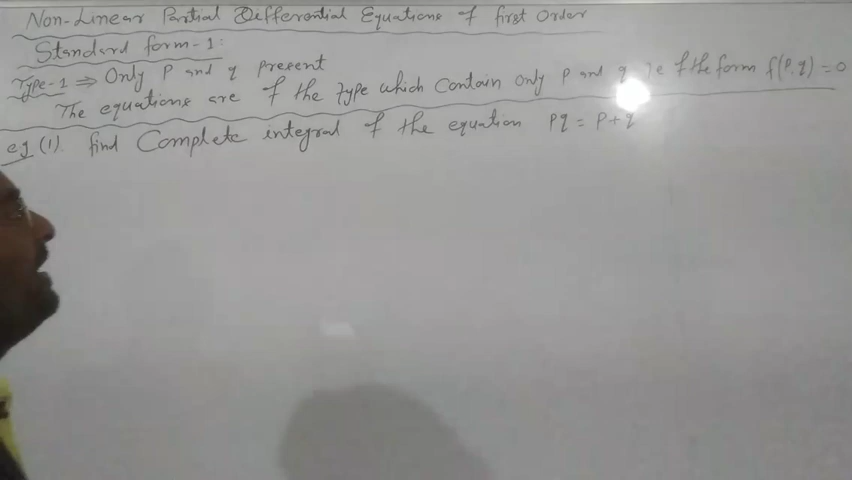 Non-Linear Partial Differential Equations of first Order
Standard form-1:
Type-1 ⇒ Only P and q present
The equations are of the type which contain only p and q ie of the form f(p,q) = 0
eg (1). find Complete integral of the equation pq = p+q